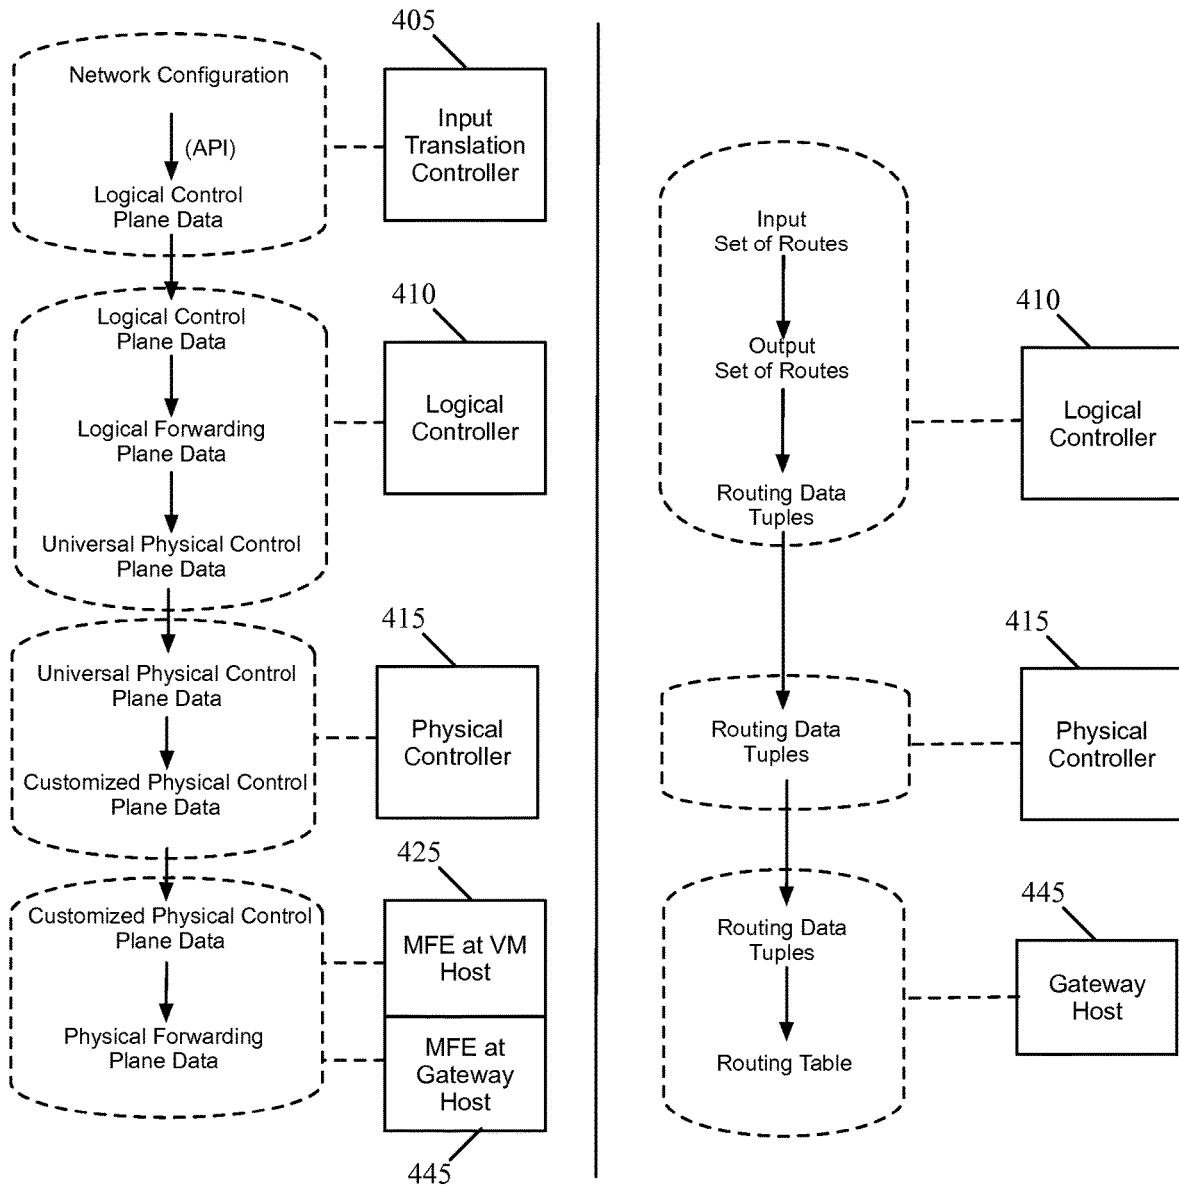 405
Network Configuration
(API)
Logical Control
Plane Data
Input
Translation
Controller
410
Logical Control
Plane Data
Logical Forwarding
Plane Data
Universal Physical Control
Plane Data
Logical
Controller
415
Universal Physical Control
Plane Data
Customized Physical Control
Plane Data
Physical
Controller
425
Customized Physical Control
Plane Data
Physical Forwarding
Plane Data
MFE at VM
Host
MFE at
Gateway
Host
445
Input
Set of Routes
Output
Set of Routes
Routing Data
Tuples
410
Logical
Controller
415
Routing Data
Tuples
Physical
Controller
445
Routing Data
Tuples
Routing Table
Gateway
Host